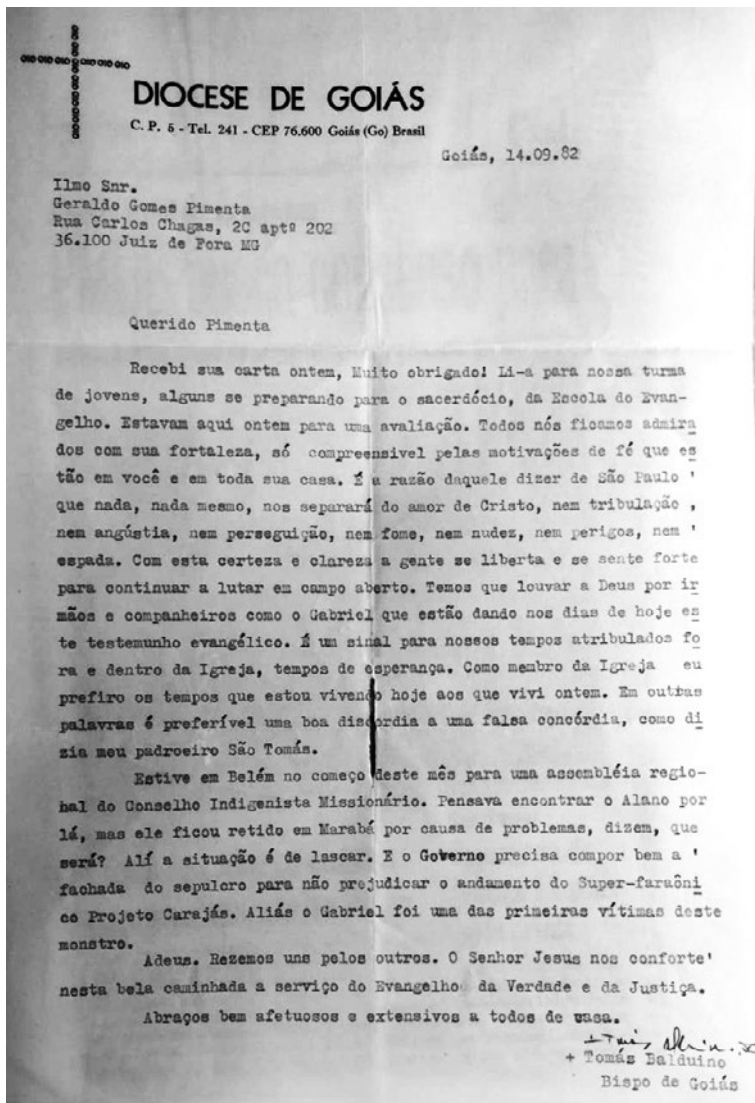 DIOCESE DE GOIÁS
C. P. 5 - Tel. 241 - CEP 76.600 Goiás (Go) Brasil
Goiás, 14.09.82
Ilmo Snr.
Geraldo Gomes Pimenta
Rua Carlos Chagas, 20 aptº 202
36.100 Juiz de Fora MG
Querido Pimenta
Recebi sua carta ontem, Muito obrigado! Li-a para nossa turma
de jovens, alguns se preparando para o sacerdócio, da Escola do Evan-
gelho. Estavam aqui ontem para uma avaliação. Todos nós ficamos admira
dos com sua fortaleza, só compreensivel pelas motivações de fé que es
tão em você e em toda sua casa. É a razão daquele dizer de São Paulo '
que nada, nada mesmo, nos separará do amor de Cristo, nem tribulação ,
nem angústia, nem perseguição, nem fome, nem nudez, nem perigos, nem '
espada. Com esta certeza e clareza a gente se liberta e se sente forte
para continuar a lutar em campo aberto. Temos que louvar a Deus por ir
mãos e companheiros como o Gabriel que estão dando nos dias de hoje es
te testemunho evangélico. É um sinal para nossos tempos atribulados fo
ra e dentro da Igreja, tempos de esperança. Como membro da Igreja eu
prefiro os tempos que estou vivendo hoje aos que vivi ontem. Em outras
palavras é preferível uma boa discordia a uma falsa concórdia, como di
zia meu padroeiro São Tomás.
Estive em Belém no começo deste mês para uma assembléia regio-
nal do Conselho Indigenista Missionário. Pensava encontrar o Alano por
lá, mas ele ficou retido em Marabá por causa de problemas, dizem, que
será? Alí a situação é de lascar. E o Governo precisa compor bem a '
fachada do sepulcro para não prejudicar o andamento do Super-faraôni
co Projeto Carajás. Aliás o Gabriel foi uma das primeiras vítimas deste
monstro.
Adeus. Rezemos uns pelos outros. O Senhor Jesus nos conforte'
nesta bela caminhada a serviço do Evangelho da Verdade e da Justiça.
Abraços bem afetuosos e extensivos a todos de casa.
+ Tomás Balduino
Bispo de Goiás